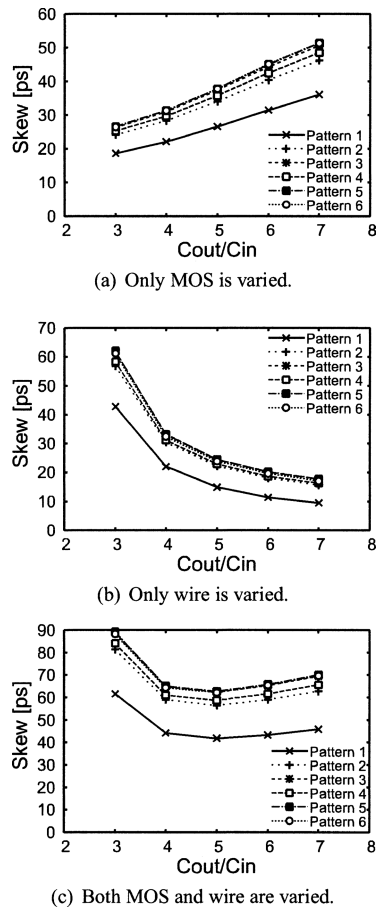 60
50
40
30
20
10
0
Skew [ps]
Pattern 1
Pattern 2
Pattern 3
Pattern 4
Pattern 5
Pattern 6
2 3 4 5 6 7 8
Cout/Cin
(a) Only MOS is varied.
70
60
50
40
30
20
10
0
Skew [ps]
Pattern 1
Pattern 2
Pattern 3
Pattern 4
Pattern 5
Pattern 6
2 3 4 5 6 7 8
Cout/Cin
(b) Only wire is varied.
90
80
70
60
50
40
30
20
10
0
Skew [ps]
Pattern 1
Pattern 2
Pattern 3
Pattern 4
Pattern 5
Pattern 6
2 3 4 5 6 7 8
Cout/Cin
(c) Both MOS and wire are varied.